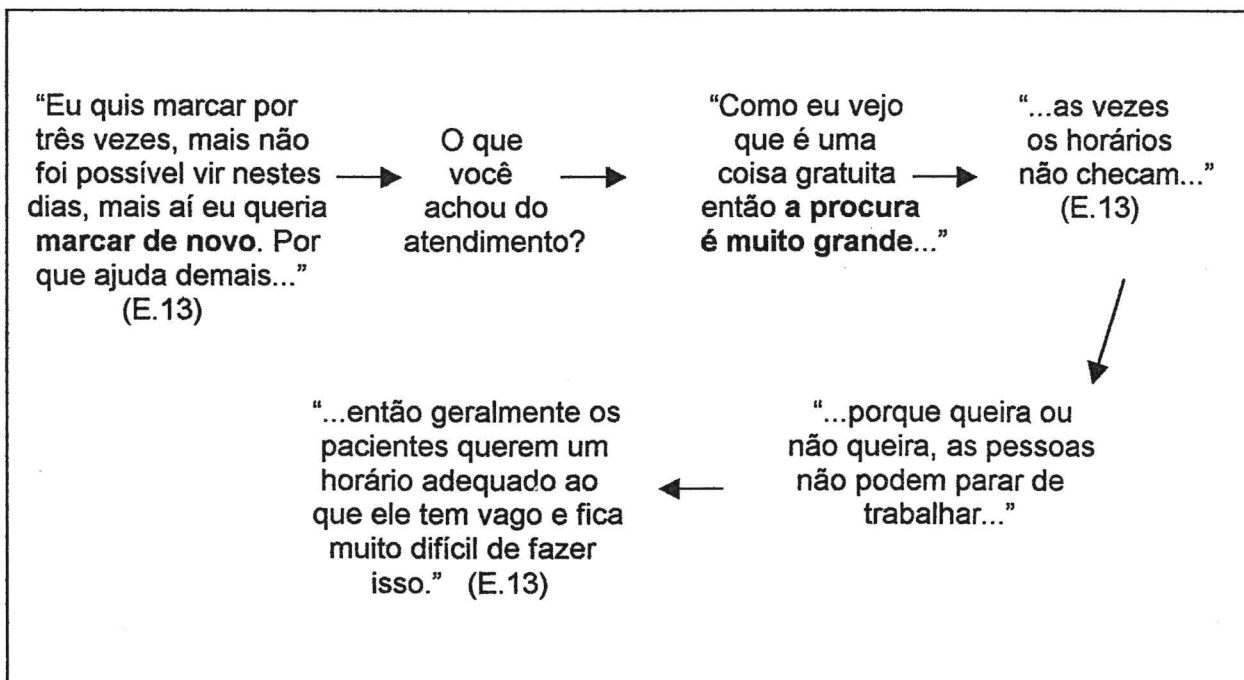 “Eu quis marcar por
três vezes, mais não
foi possível vir nestes
dias, mais aí eu queria
marcar de novo. Por
que ajuda demais...”
(E.13)
O que
você
achou do
atendimento?
“Como eu vejo
que é uma
coisa gratuita
então a procura
é muito grande...”
“...as vezes
os horários
não checam...”
(E.13)
“...porque queira ou
não queira, as pessoas
não podem parar de
trabalhar...”
“...então geralmente os
pacientes querem um
horário adequado ao
que ele tem vago e fica
muito difícil de fazer
isso.” (E.13)